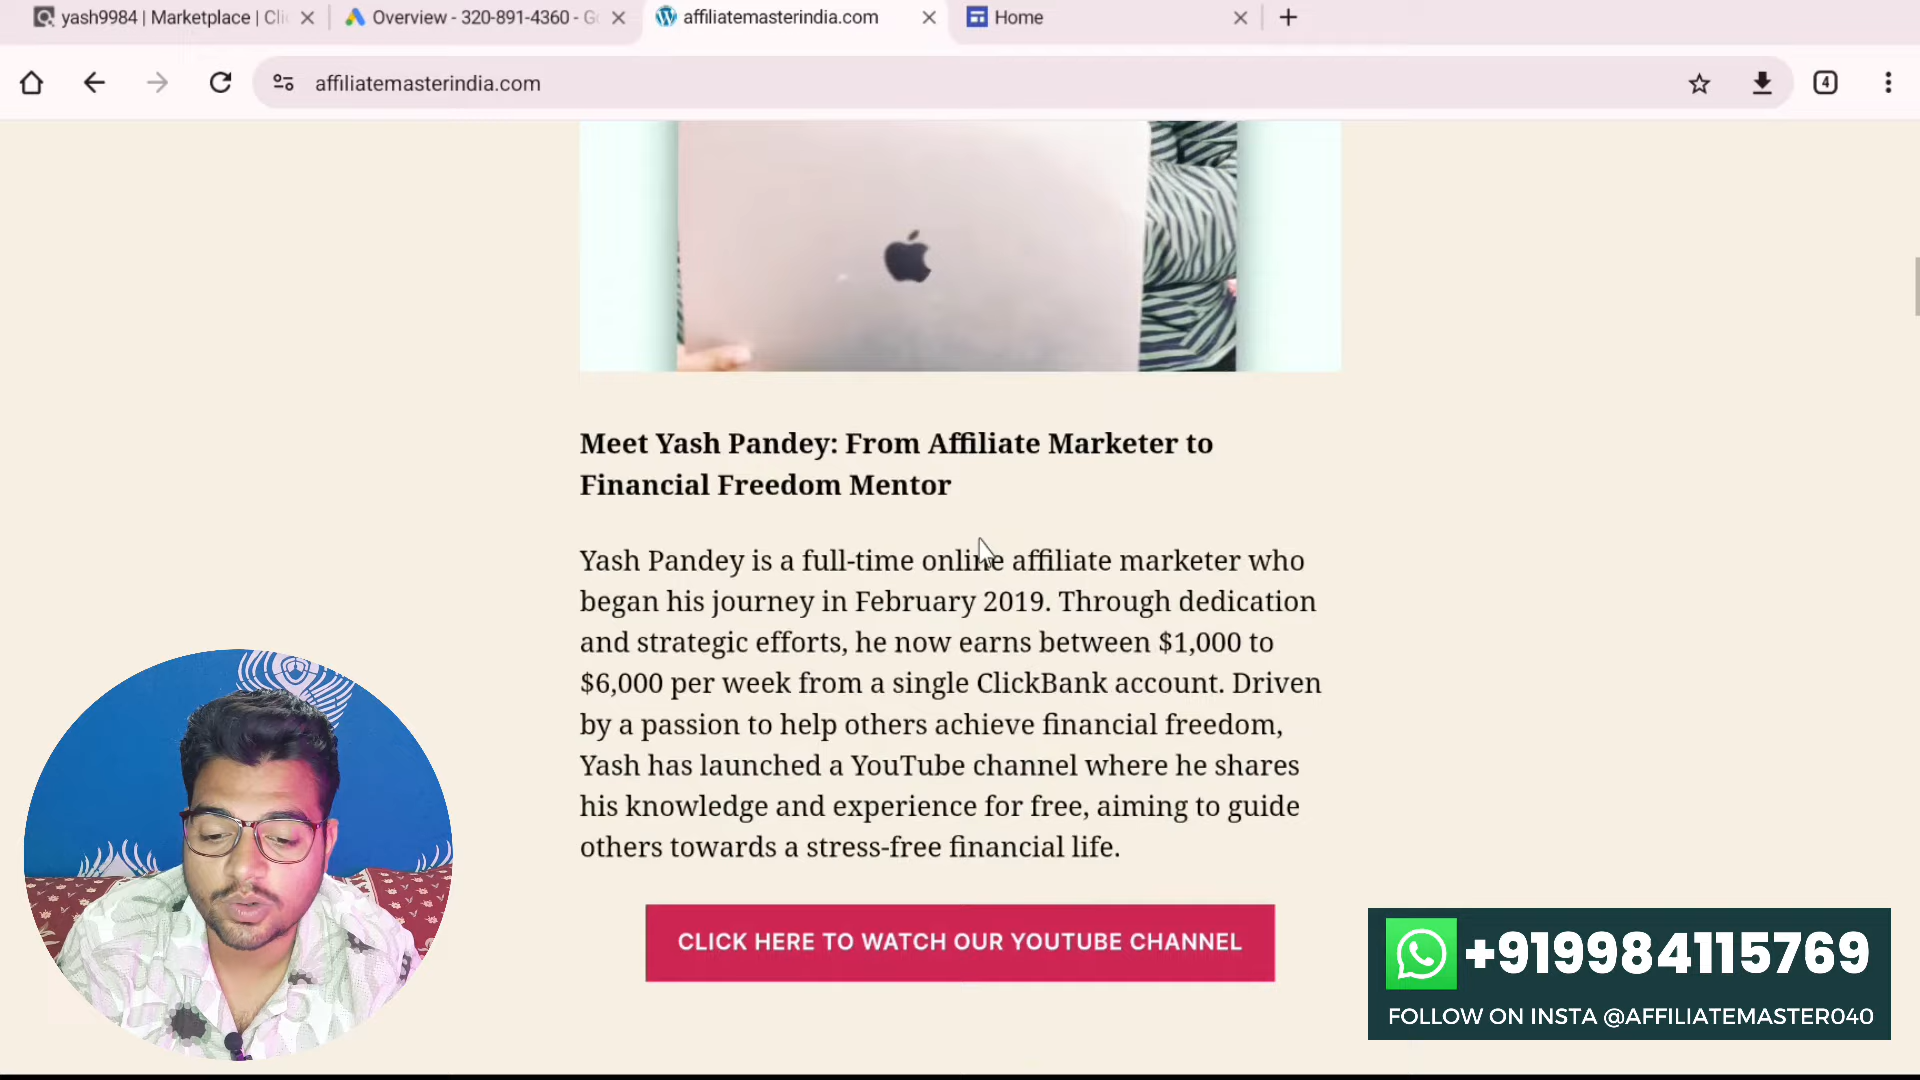 yash9984 | Marketplace | Cli
Overview - 320-891-4360 - Go
affiliatemasterindia.com
Home
affiliatemasterindia.com
4
Meet Yash Pandey: From Affiliate Marketer to
Financial Freedom Mentor
Yash Pandey is a full-time online affiliate marketer who
began his journey in February 2019. Through dedication
and strategic efforts, he now earns between $1,000 to
$6,000 per week from a single ClickBank account. Driven
by a passion to help others achieve financial freedom,
Yash has launched a YouTube channel where he shares
his knowledge and experience for free, aiming to guide
others towards a stress-free financial life.
CLICK HERE TO WATCH OUR YOUTUBE CHANNEL
+919984115769
FOLLOW ON INSTA @AFFILIATEMASTER040